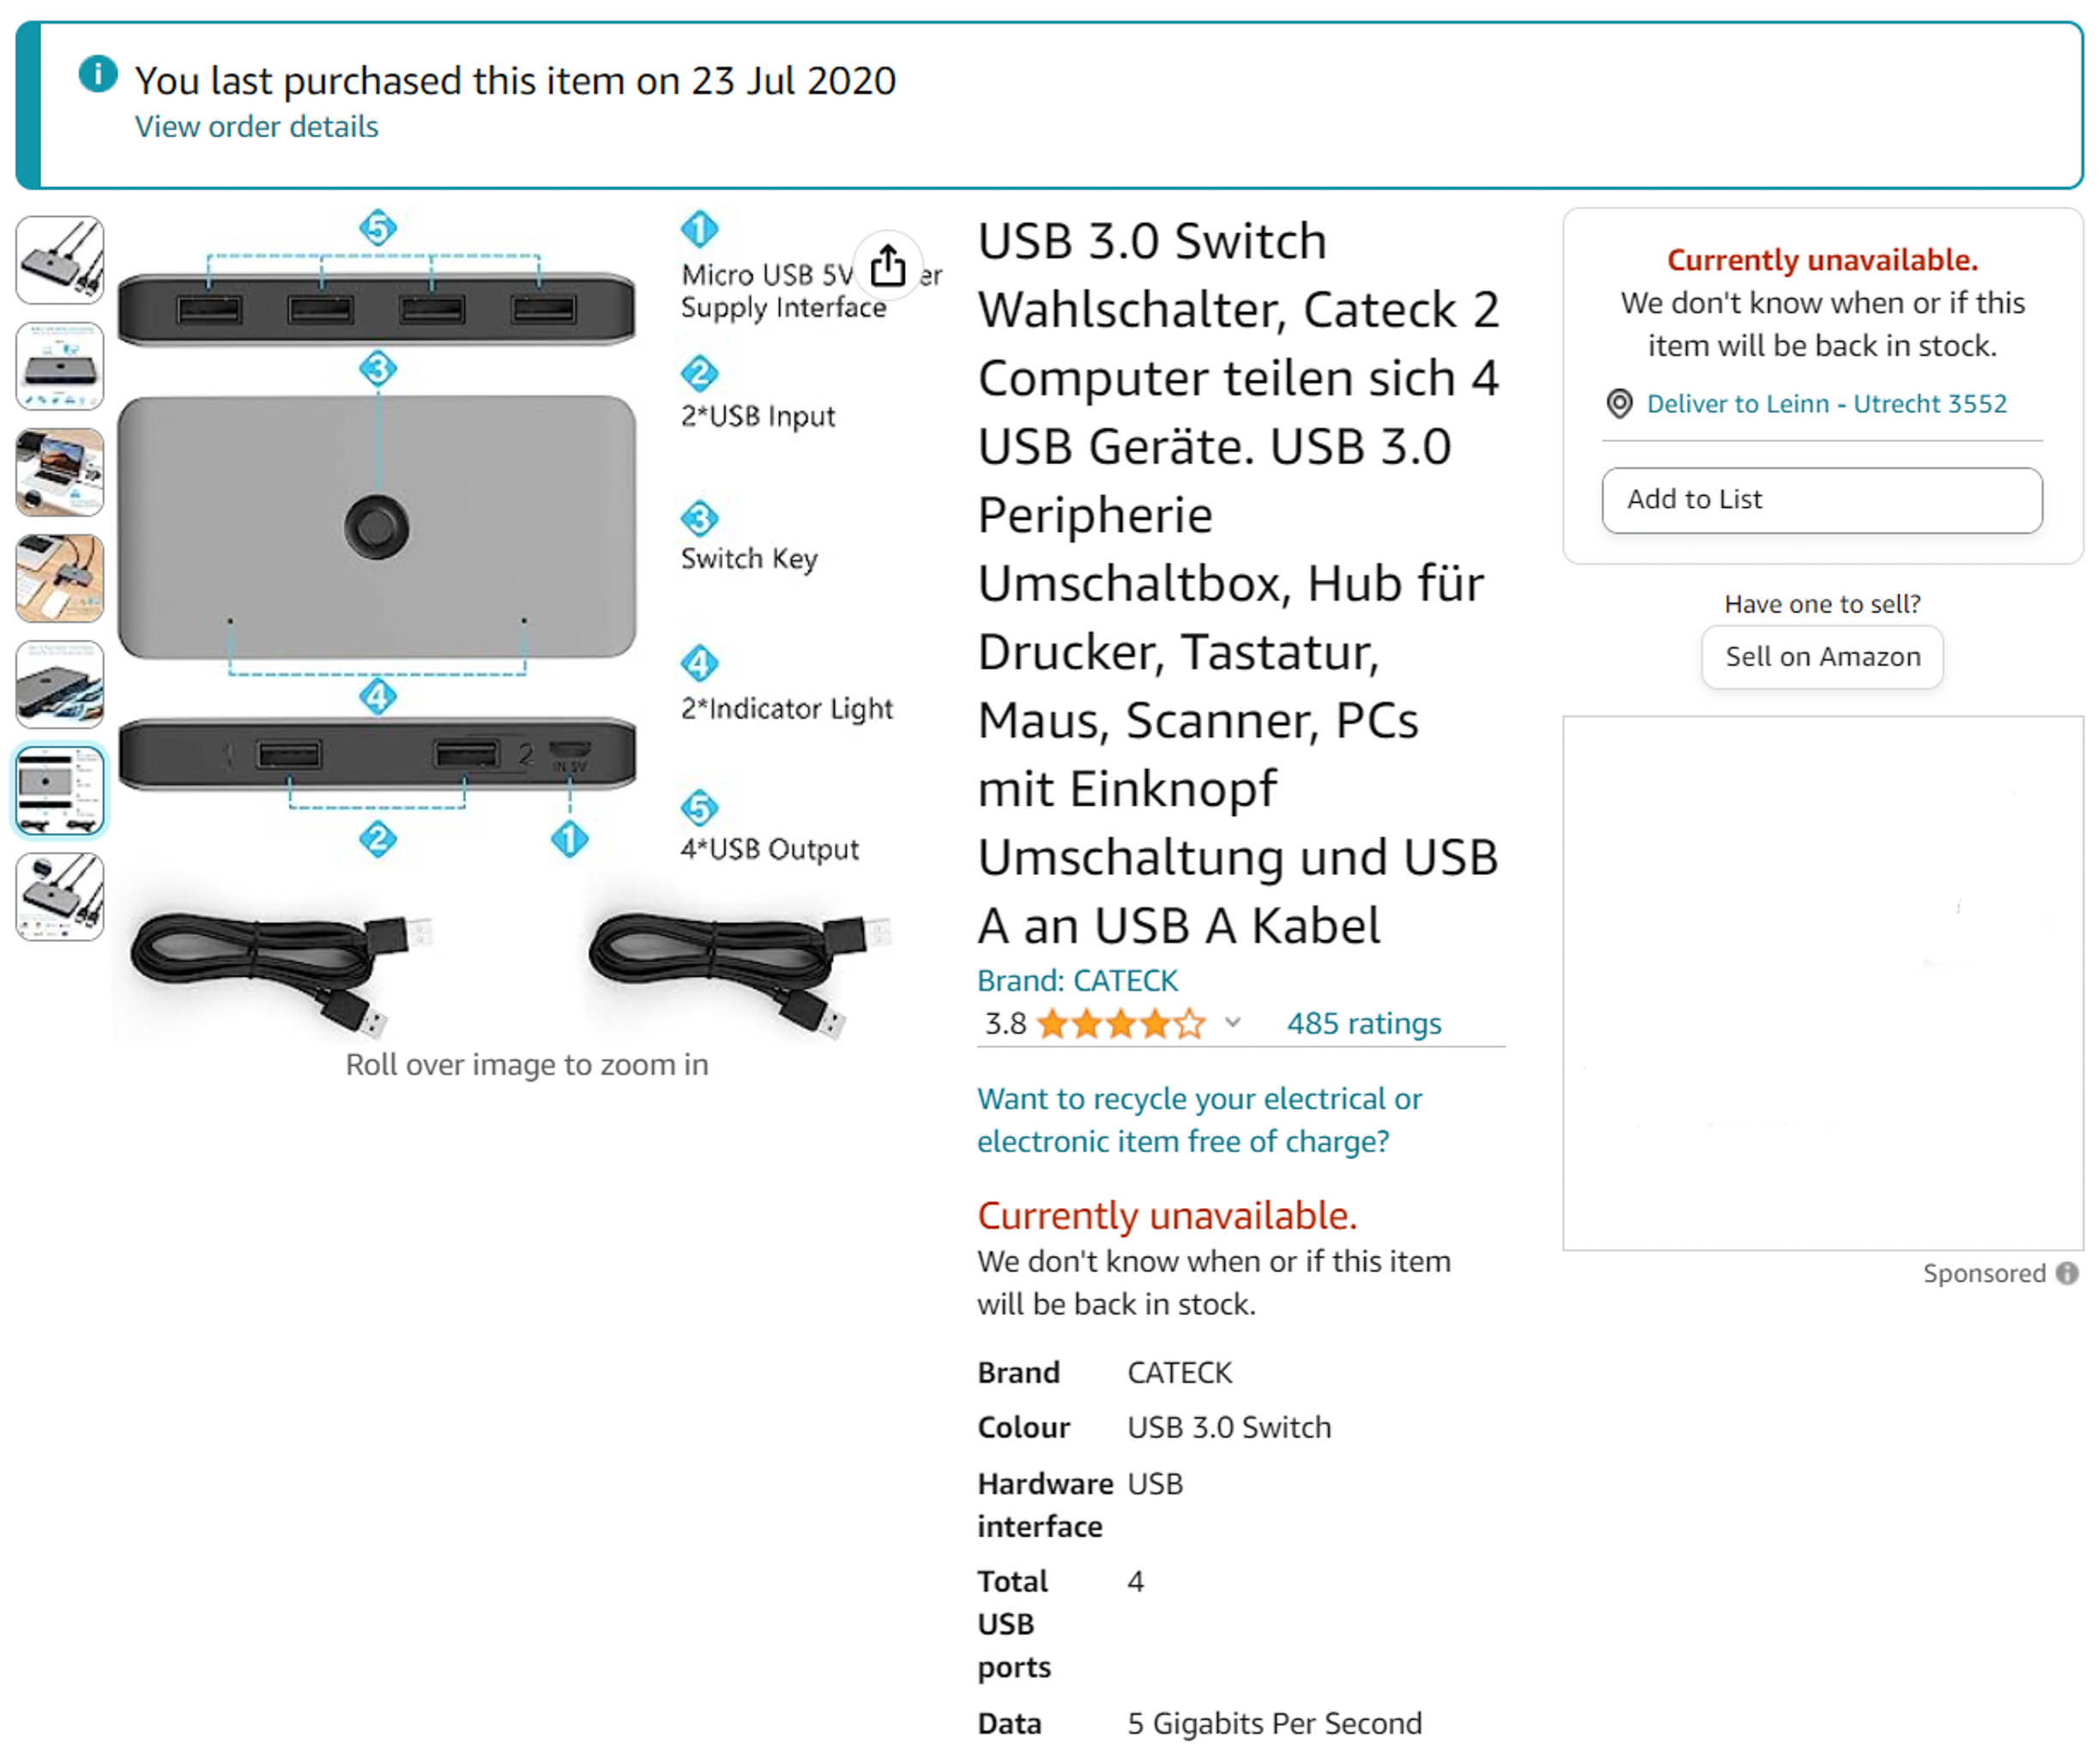 You last purchased this item on 23 Jul 2020
View order details
5
1
Micro USB 5V er
Supply Interface
3
2
2*USB Input
3
Switch Key
4
2*Indicator Light
4
1
2
IN 5V
2
1
5
4*USB Output
Roll over image to zoom in
USB 3.0 Switch
Wahlschalter, Cateck 2
Computer teilen sich 4
USB Geräte. USB 3.0
Peripherie
Umschaltbox, Hub für
Drucker, Tastatur,
Maus, Scanner, PCs
mit Einknopf
Umschaltung und USB
A an USB A Kabel
Brand: CATECK
3.8
485 ratings
Want to recycle your electrical or
electronic item free of charge?
Currently unavailable.
We don't know when or if this item
will be back in stock.
Brand CATECK
Colour USB 3.0 Switch
Hardware USB
interface
Total 4
USB
ports
Data 5 Gigabits Per Second
Currently unavailable.
We don't know when or if this
item will be back in stock.
Deliver to Leinn - Utrecht 3552
Add to List
Have one to sell?
Sell on Amazon
Sponsored